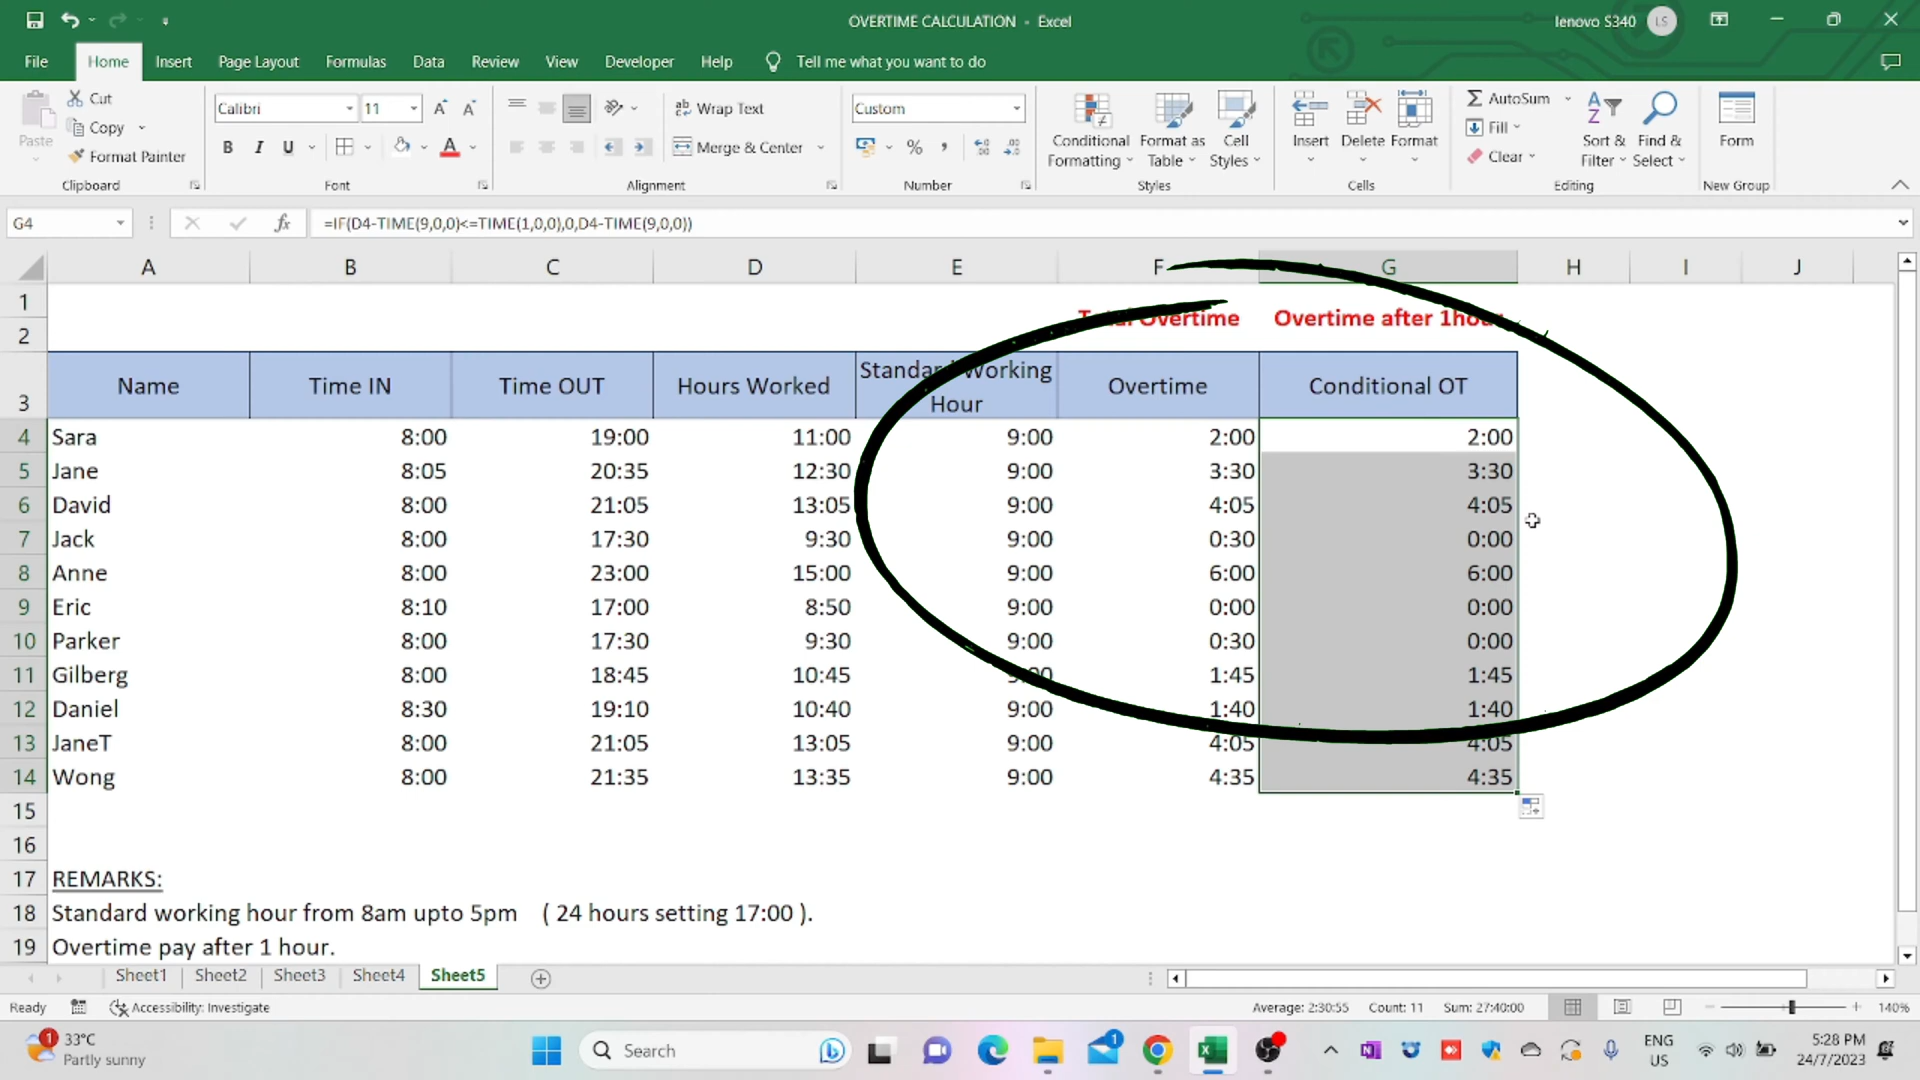 OVERTIME CALCULATION - Excel
lenovo S340
LS
File Home Insert Page Layout Formulas Data Review View Developer Help Tell me what you want to do
Paste
Cut
Copy
Format Painter
Clipboard
Calibri 11
B I U
Font
Wrap Text
Merge & Center
Alignment
Custom
Number
Conditional Formatting
Format as Table
Cell Styles
Styles
Insert
Delete
Format
Cells
AutoSum
Fill
Clear
Sort & Filter
Find & Select
Editing
Form
New Group
G4 fx =IF(D4-TIME(9,0,0)<=TIME(1,0,0),0,D4-TIME(9,0,0))
A B C D E F G H I J
1
Total Overtime Overtime after 1hour
2
3 Name Time IN Time OUT Hours Worked Standard Working Hour Overtime Conditional OT
4 Sara 8:00 19:00 11:00 9:00 2:00 2:00
5 Jane 8:05 20:35 12:30 9:00 3:30 3:30
6 David 8:00 21:05 13:05 9:00 4:05 4:05
7 Jack 8:00 17:30 9:30 9:00 0:30 0:00
8 Anne 8:00 23:00 15:00 9:00 6:00 6:00
9 Eric 8:10 17:00 8:50 9:00 0:00 0:00
10 Parker 8:00 17:30 9:30 9:00 0:30 0:00
11 Gilberg 8:00 18:45 10:45 9:00 1:45 1:45
12 Daniel 8:30 19:10 10:40 9:00 1:40 1:40
13 JaneT 8:00 21:05 13:05 9:00 4:05 4:05
14 Wong 8:00 21:35 13:35 9:00 4:35 4:35
15
16
17 REMARKS:
18 Standard working hour from 8am upto 5pm ( 24 hours setting 17:00 ).
19 Overtime pay after 1 hour.
Sheet1 Sheet2 Sheet3 Sheet4 Sheet5
Ready Accessibility: Investigate Average: 2:30:55 Count: 11 Sum: 27:40:00 140%
1
33°C
Partly sunny
Search
1
ENG
US
5:28 PM
24/7/2023